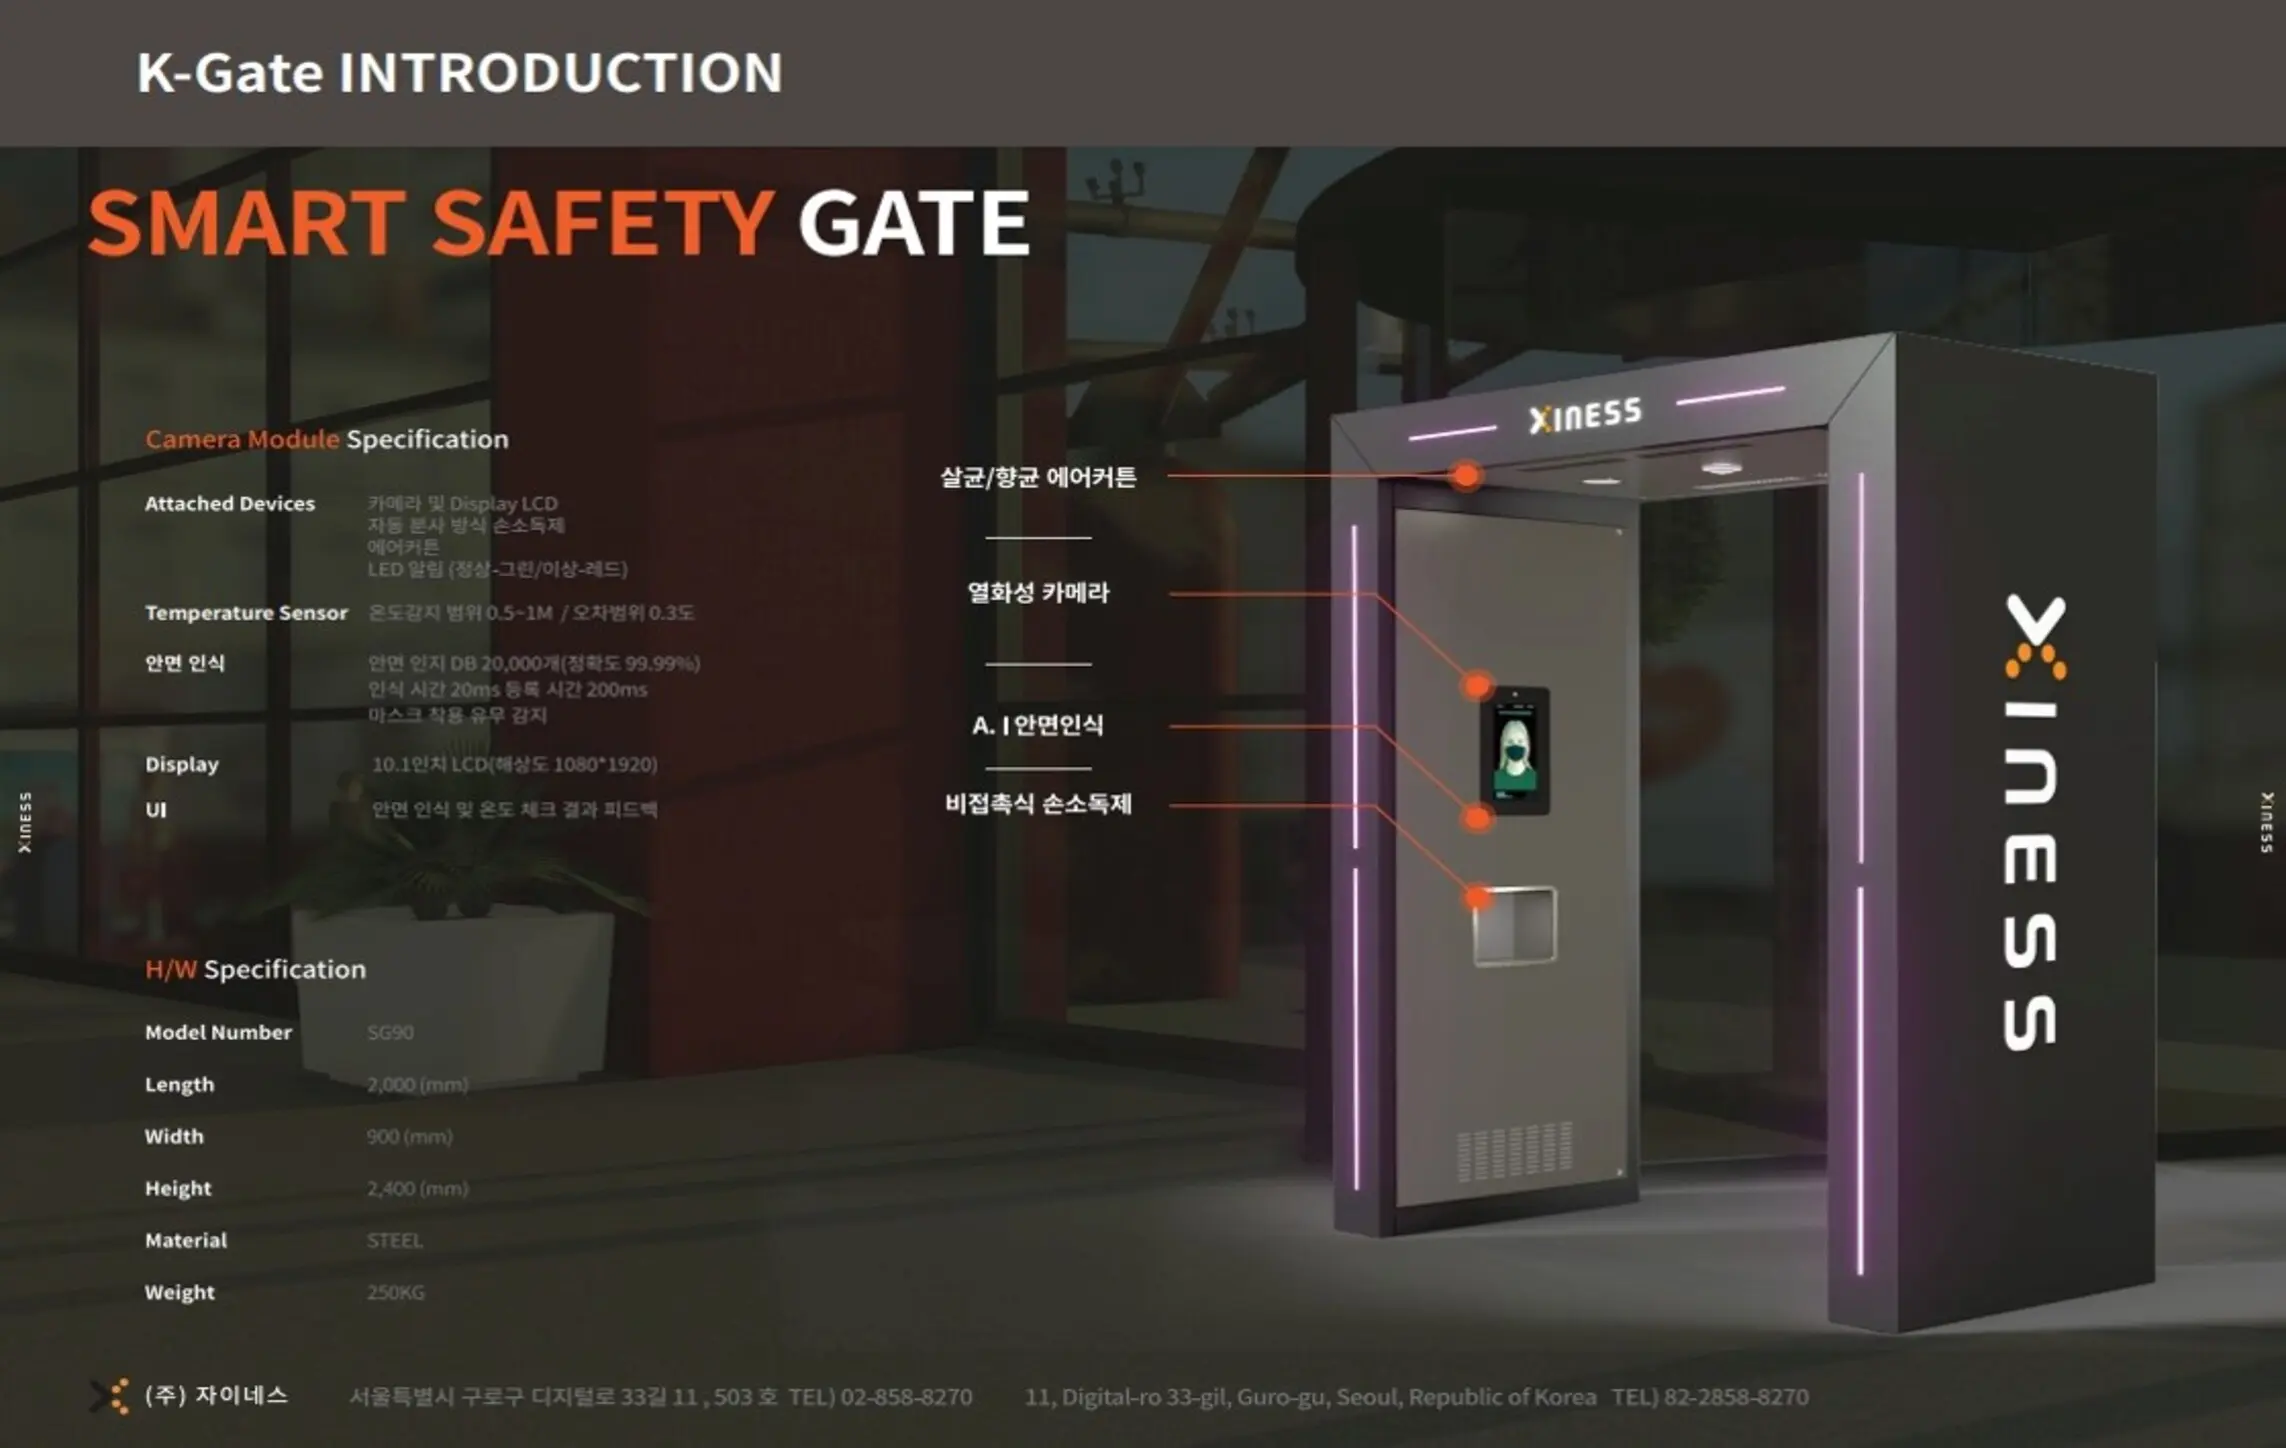 K-Gate INTRODUCTION
SMART SAFETY GATE
Camera Module Specification
Attached Devices 카메라 및 Display LCD
자동 분사 방식 손소독제
에어커튼
LED 알림 (정상-그린/이상-레드)
Temperature Sensor 온도감지 범위 0.5~1M / 오차범위 0.3도
안면 인식 안면 인지 DB 20,000개(정확도 99.99%)
인식 시간 20ms 등록 시간 200ms
마스크 착용 유무 감지
Display 10.1인치 LCD(해상도 1080*1920)
UI 안면 인식 및 온도 체크 결과 피드백
H/W Specification
Model Number SG90
Length 2,000 (mm)
Width 900 (mm)
Height 2,400 (mm)
Material STEEL
Weight 250KG
살균/향균 에어커튼
열화성 카메라
A. I 안면인식
비접촉식 손소독제
XINESS
XINESS
XINESS
XINESS
(주) 자이네스 서울특별시 구로구 디지털로 33길 11 , 503 호 TEL) 02-858-8270 11, Digital-ro 33-gil, Guro-gu, Seoul, Republic of Korea TEL) 82-2858-8270